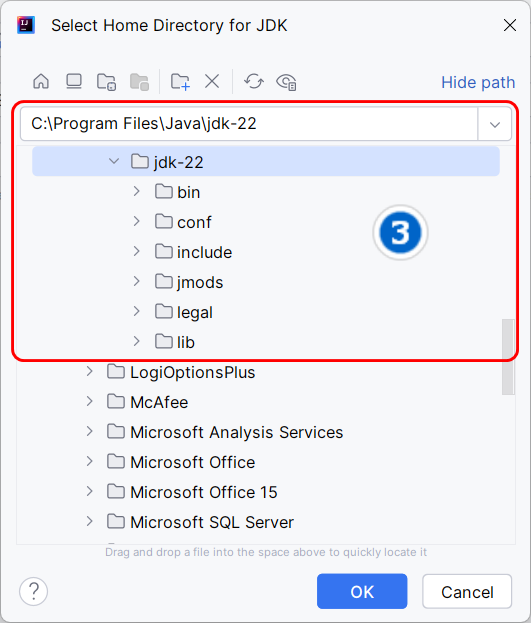 Select Home Directory for JDK
Hide path
C:\Program Files\Java\jdk-22
jdk-22
bin
3
conf
include
jmods
legal
lib
LogiOptionsPlus
McAfee
Microsoft Analysis Services
Microsoft Office
Microsoft Office 15
Microsoft SQL Server
Drag and drop a file into the space above to quickly locate it
?
OK
Cancel